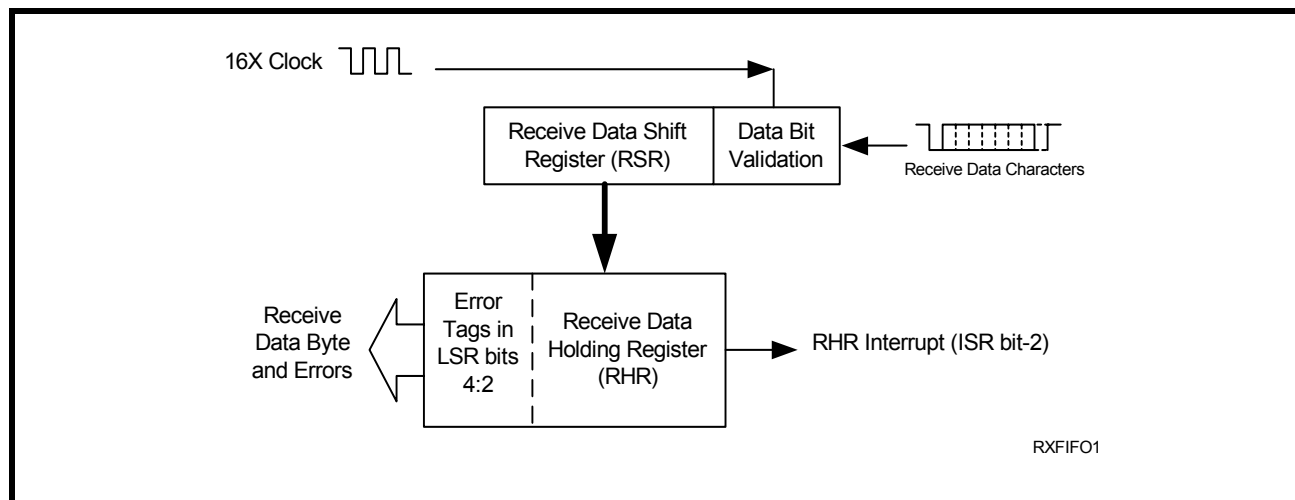 16X Clock
Receive Data Shift
Register (RSR)
Data Bit
Validation
Receive Data Characters
Receive
Data Byte
and Errors
Error
Tags in
LSR bits
4:2
Receive Data
Holding Register
(RHR)
RHR Interrupt (ISR bit-2)
RXFIFO1